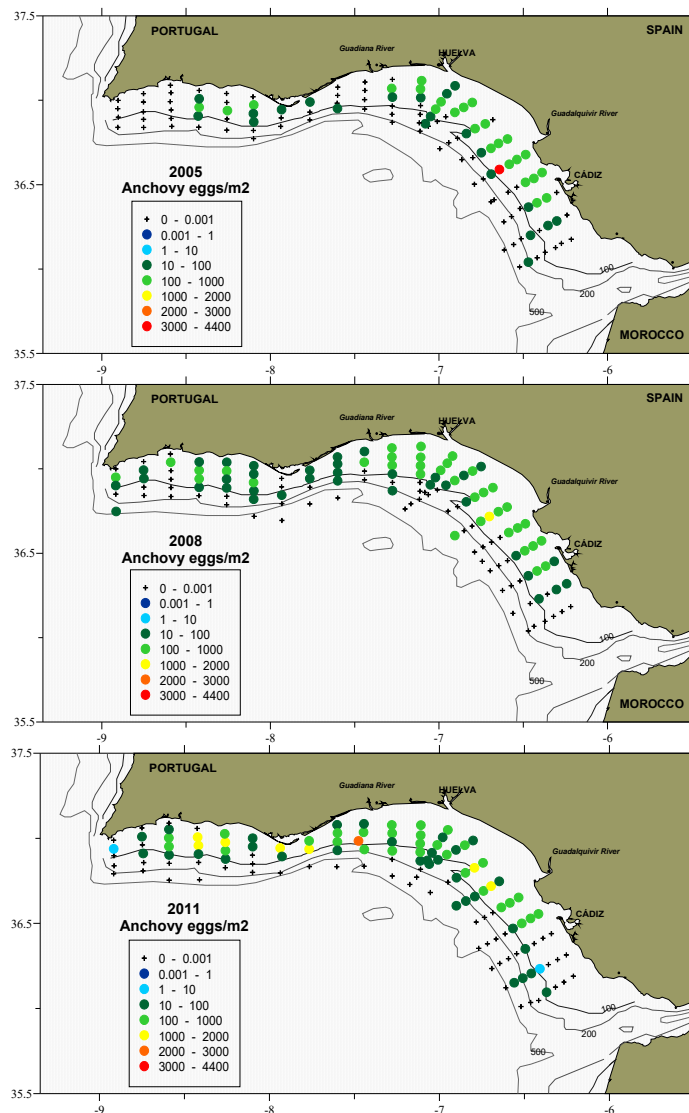 37.5
PORTUGAL
SPAIN
Guadiana River
HUELVA
Guadalquivir River
CÁDIZ
36.5
2005
Anchovy eggs/m2
0 - 0.001
0.001 - 1
1 - 10
10 - 100
100 - 1000
1000 - 2000
2000 - 3000
3000 - 4400
100
200
500
MOROCCO
35.5
-9
-8
-7
-6
37.5
PORTUGAL
SPAIN
Guadiana River
HUELVA
Guadalquivir River
CÁDIZ
36.5
2008
Anchovy eggs/m2
0 - 0.001
0.001 - 1
1 - 10
10 - 100
100 - 1000
1000 - 2000
2000 - 3000
3000 - 4400
100
200
500
MOROCCO
35.5
-9
-8
-7
-6
37.5
PORTUGAL
SPAIN
Guadiana River
HUELVA
Guadalquivir River
CÁDIZ
36.5
2011
Anchovy eggs/m2
0 - 0.001
0.001 - 1
1 - 10
10 - 100
100 - 1000
1000 - 2000
2000 - 3000
3000 - 4400
100
200
500
MOROCCO
35.5
-9
-8
-7
-6